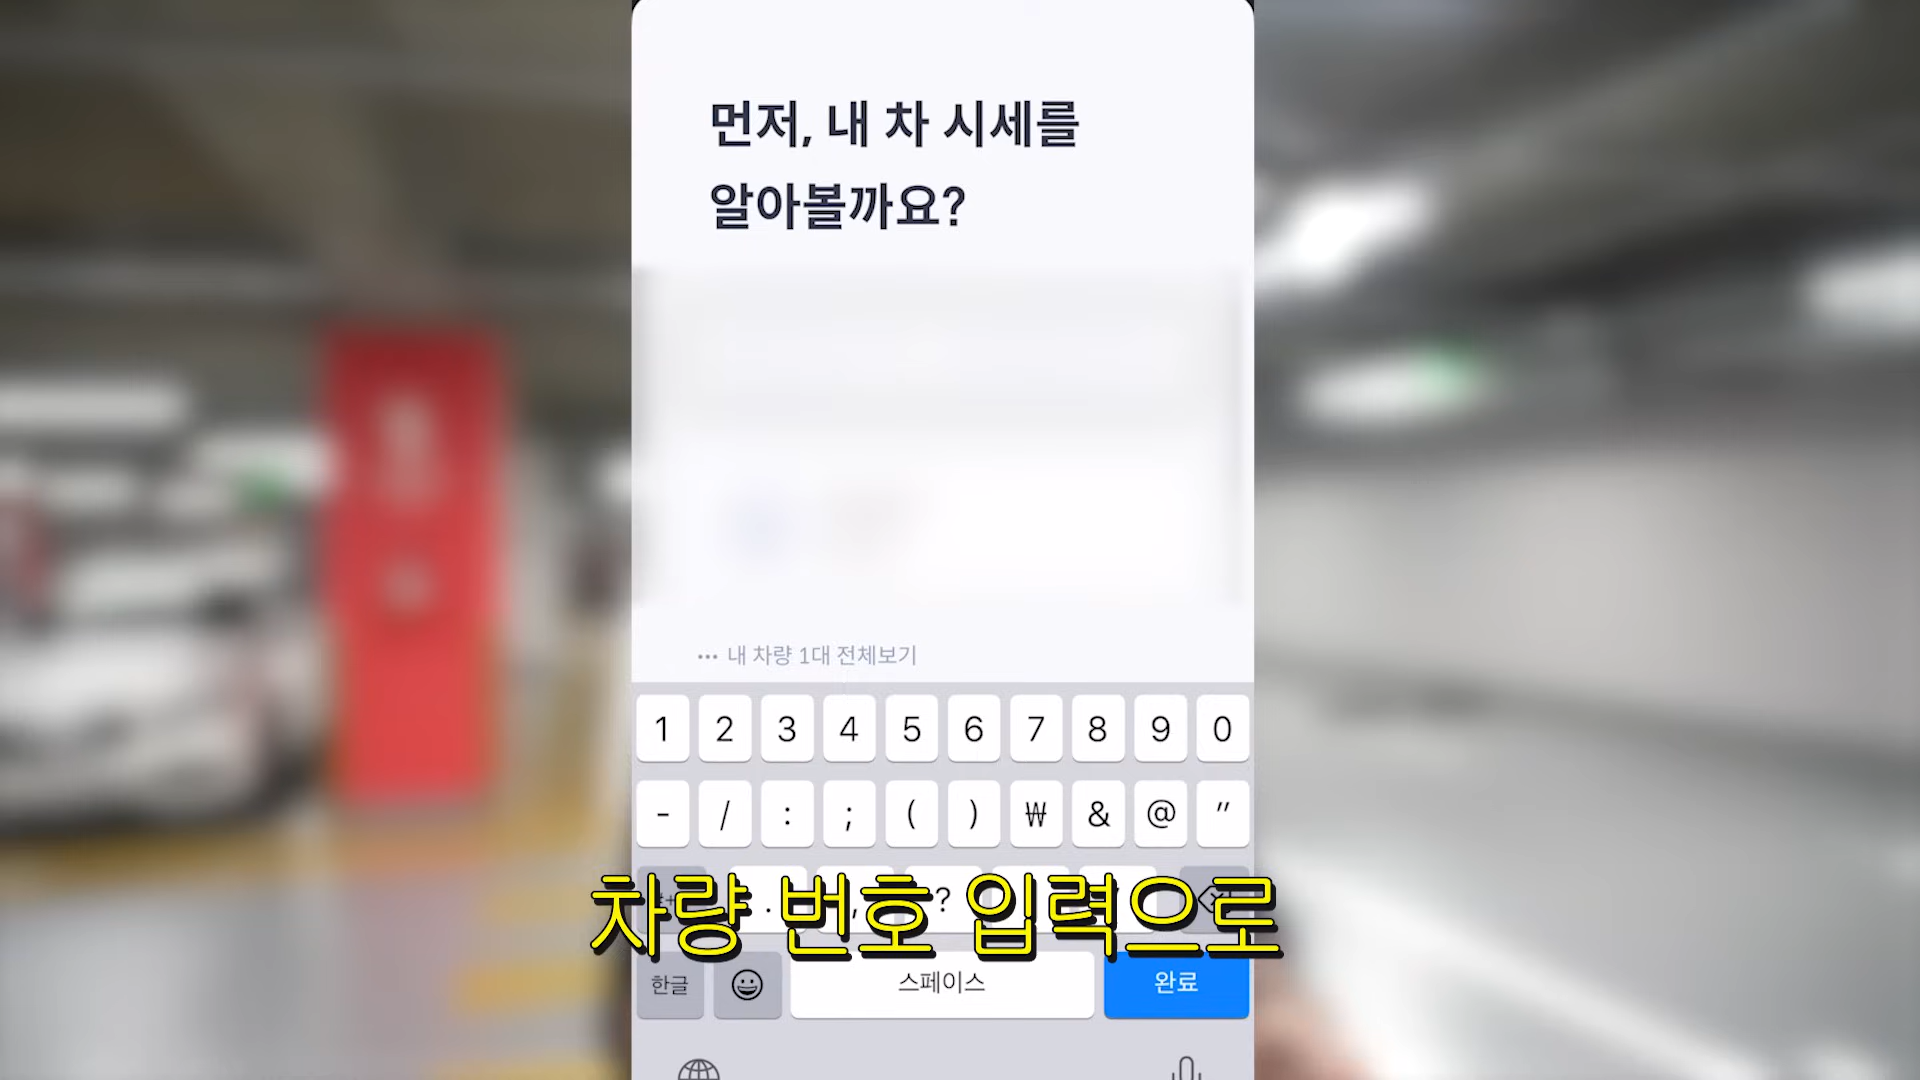 먼저, 내 차 시세를
알아볼까요?
··· 내 차량 1대 전체보기
1 2 3 4 5 6 7 8 9 0
- / : ; ( ) ₩ & @ ”
. , ?
차량 번호 입력으로
한글 스페이스 완료